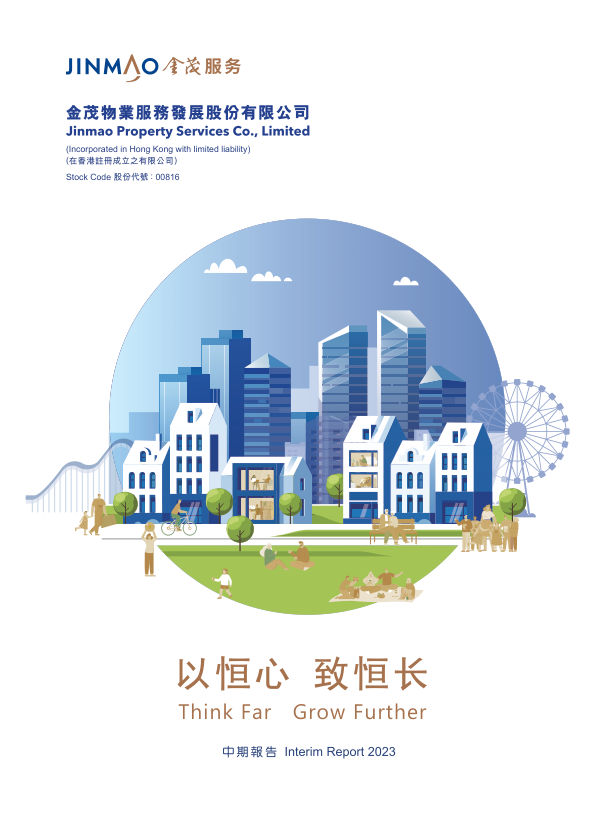 JINMAO 金茂服务
金茂物業服務發展股份有限公司
Jinmao Property Services Co., Limited
(Incorporated in Hong Kong with limited liability)
(在香港註冊成立之有限公司)
Stock Code 股份代號：00816
以恒心 致恒长
Think Far Grow Further
中期報告 Interim Report 2023